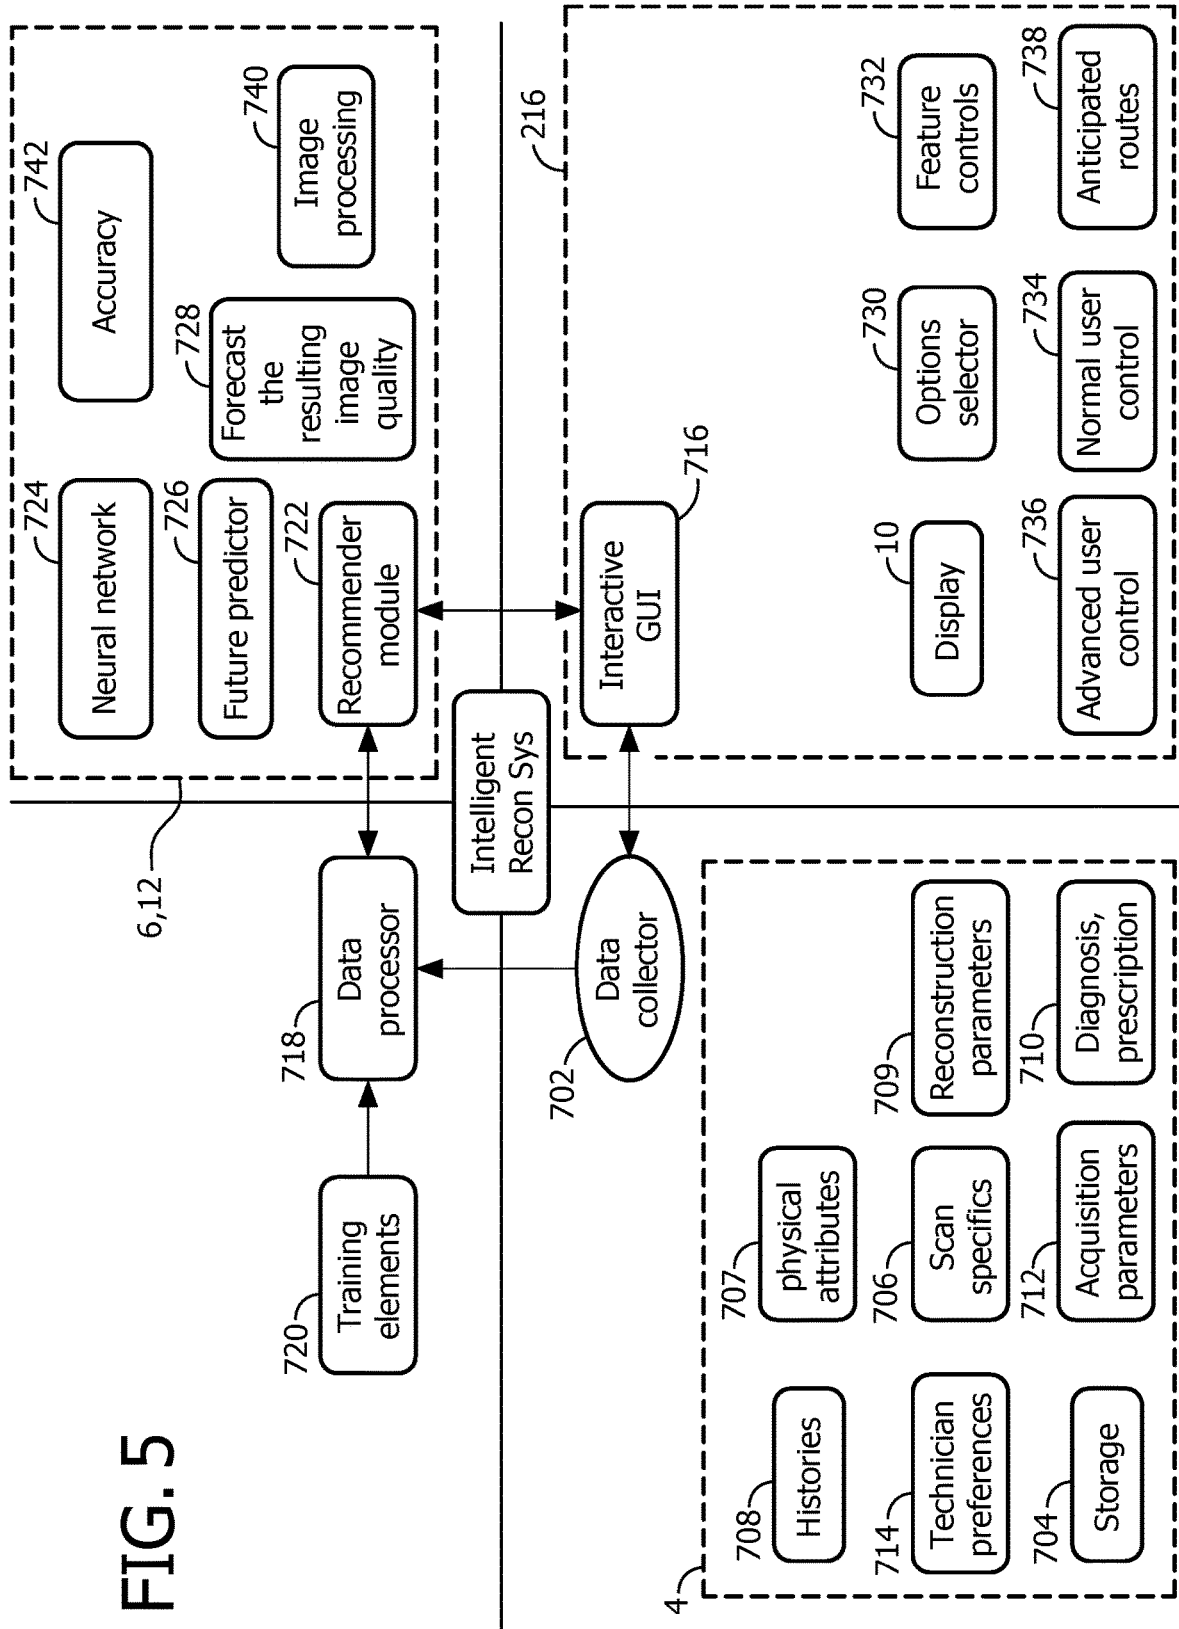 FIG. 5
720
Training
elements
718
Data
processor
6,12
724
Neural network
726
Future predictor
722
Recommender
module
742
Accuracy
728
Forecast
the
resulting
image
quality
740
Image
processing
Intelligent
Recon Sys
702
Data
collector
4
708
Histories
707
physical
attributes
714
Technician
preferences
706
Scan
specifics
709
Reconstruction
parameters
704
Storage
712
Acquisition
parameters
710
Diagnosis,
prescription
216
Interactive
GUI
716
10
Display
730
Options
selector
732
Feature
controls
736
Advanced user
control
734
Normal user
control
738
Anticipated
routes